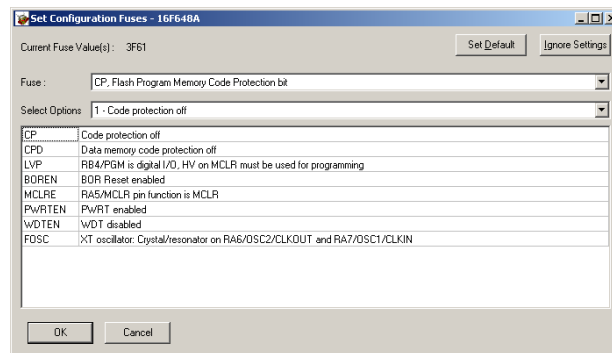 Set Configuration Fuses - 16F648A
Current Fuse Value(s) : 3F61
Set Default
Ignore Settings
Fuse : CP, Flash Program Memory Code Protection bit
Select Options 1 - Code protection off
CP Code protection off
CPD Data memory code protection off
LVP RB4/PGM is digital I/O, HV on MCLR must be used for programming
BOREN BOR Reset enabled
MCLRE RA5/MCLR pin function is MCLR
PWRTEN PWRT enabled
WDTEN WDT disabled
FOSC XT oscillator: Crystal/resonator on RA6/OSC2/CLKOUT and RA7/OSC1/CLKIN
OK
Cancel